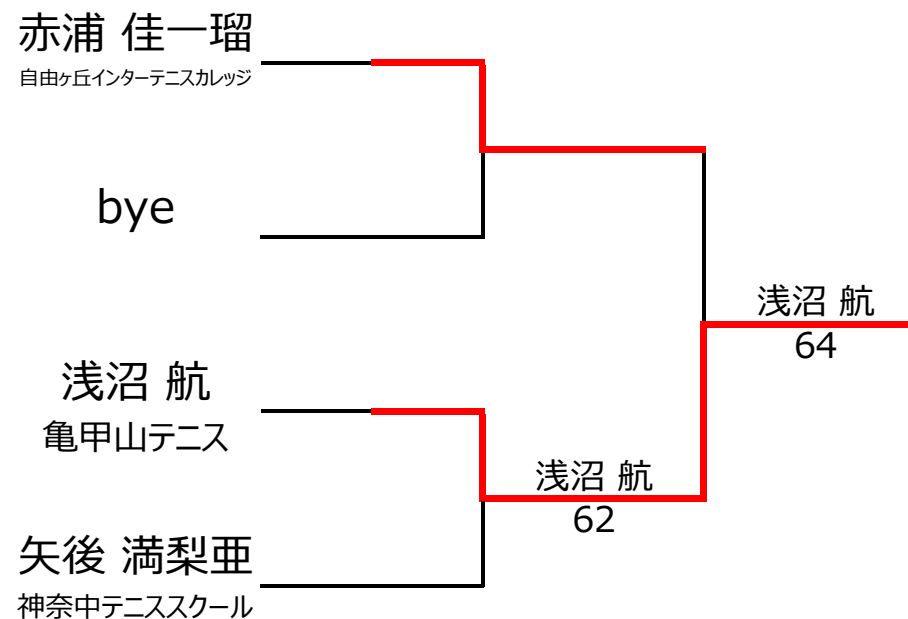 赤浦 佳一瑠
自由ヶ丘インターテニスカレッジ
bye
浅沼 航
64
浅沼 航
亀甲山テニス
浅沼 航
62
矢後 満梨亜
神奈中テニススクール